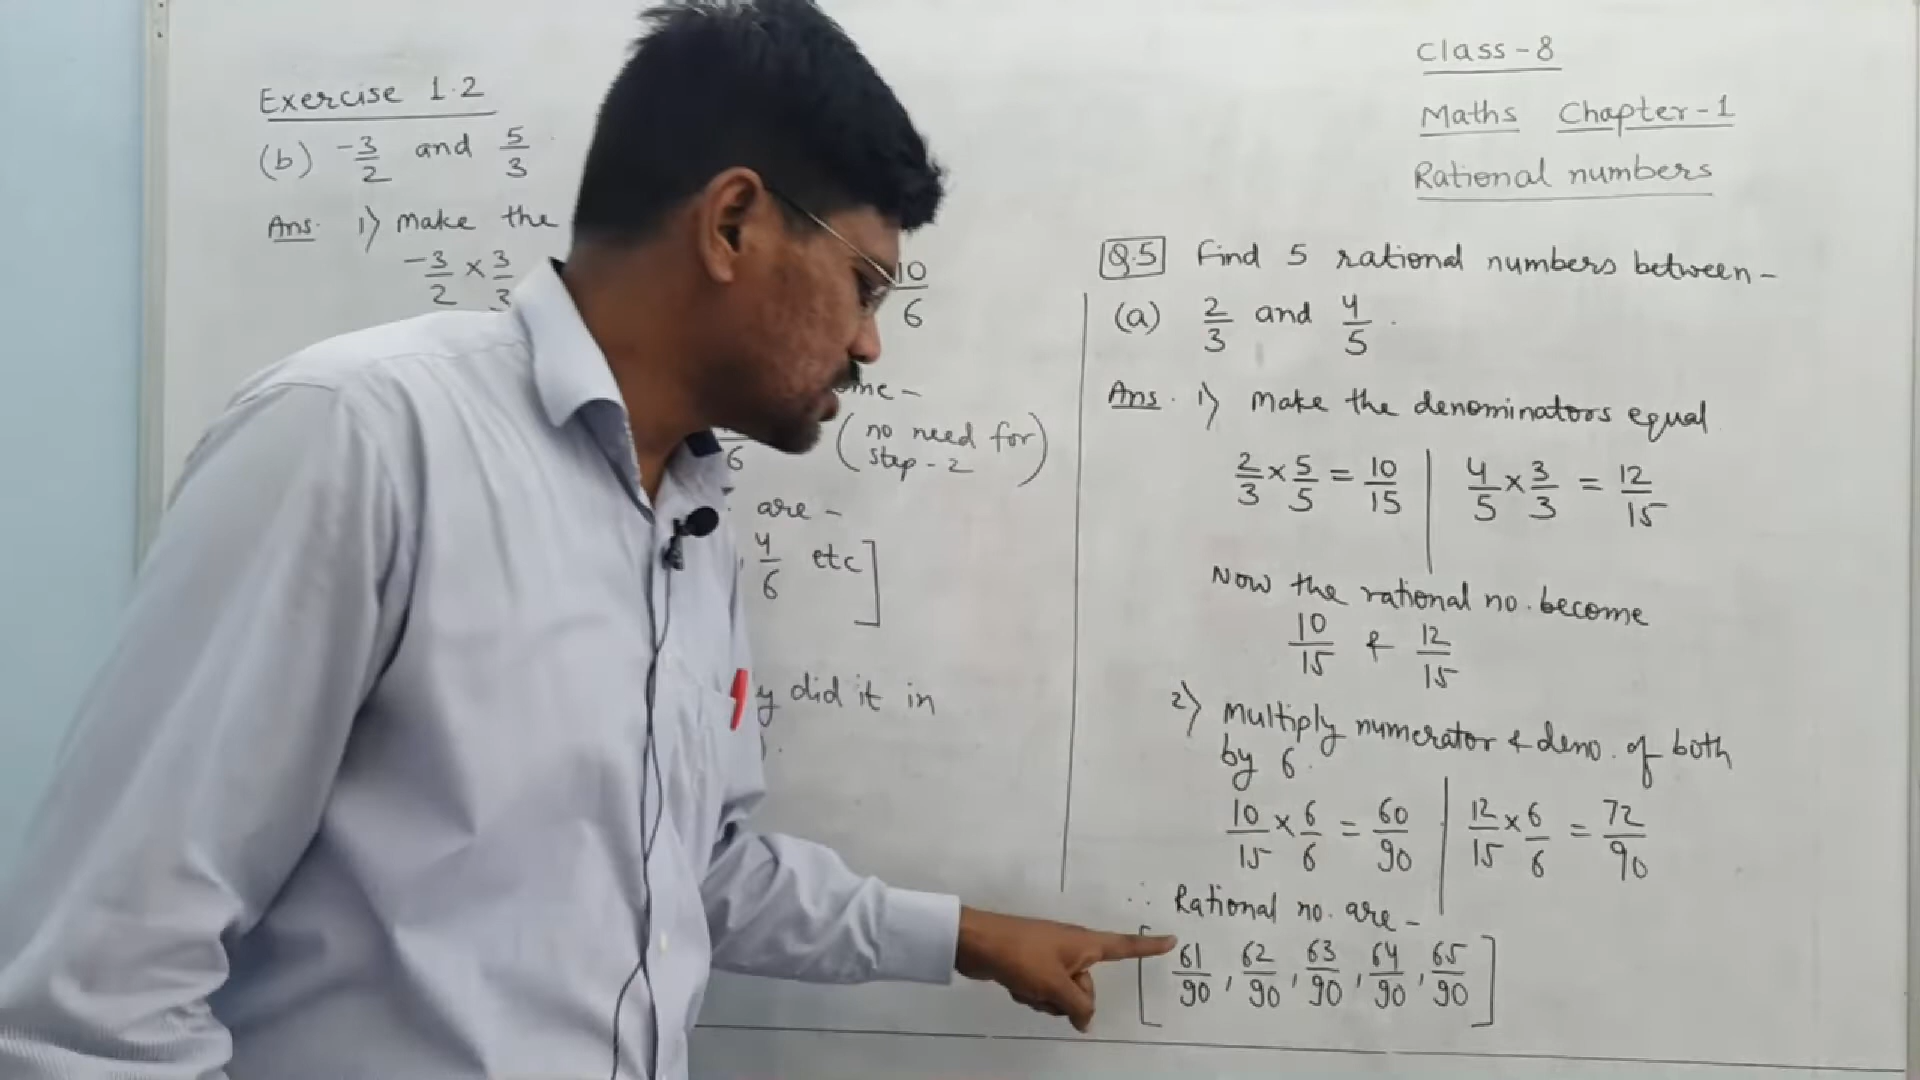 Exercise 1.2
(b) -3/2 and 5/3
Ans. 1) Make the
-3/2 × 3/3
10/6
ome -
6 (no need for
step-2)
are -
, 4/6 etc]
y did it in
).
Class-8
Maths Chapter-1
Rational numbers
Q.5 Find 5 rational numbers between -
(a) 2/3 and 4/5 .
Ans. 1) Make the denominators equal
2/3 × 5/5 = 10/15 | 4/5 × 3/3 = 12/15
Now the rational no. become
10/15 & 12/15
2) Multiply numerator & deno. of both
by 6.
10/15 × 6/6 = 60/90 | 12/15 × 6/6 = 72/90
∴ Rational no. are -
[61/90, 62/90, 63/90, 64/90, 65/90]